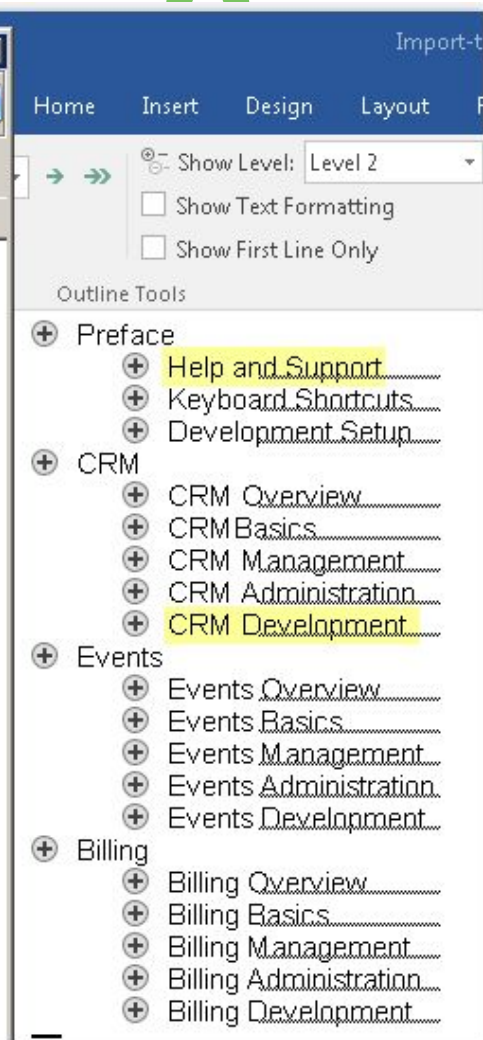 Import-t
Home Insert Design Layout
Show Level: Level 2
Show Text Formatting
Show First Line Only
Outline Tools
Preface
Help and Support
Keyboard Shortcuts
Development Setup
CRM
CRM Overview
CRM Basics
CRM Management
CRM Administration
CRM Development
Events
Events Overview
Events Basics
Events Management
Events Administration
Events Development
Billing
Billing Overview
Billing Basics
Billing Management
Billing Administration
Billing Development